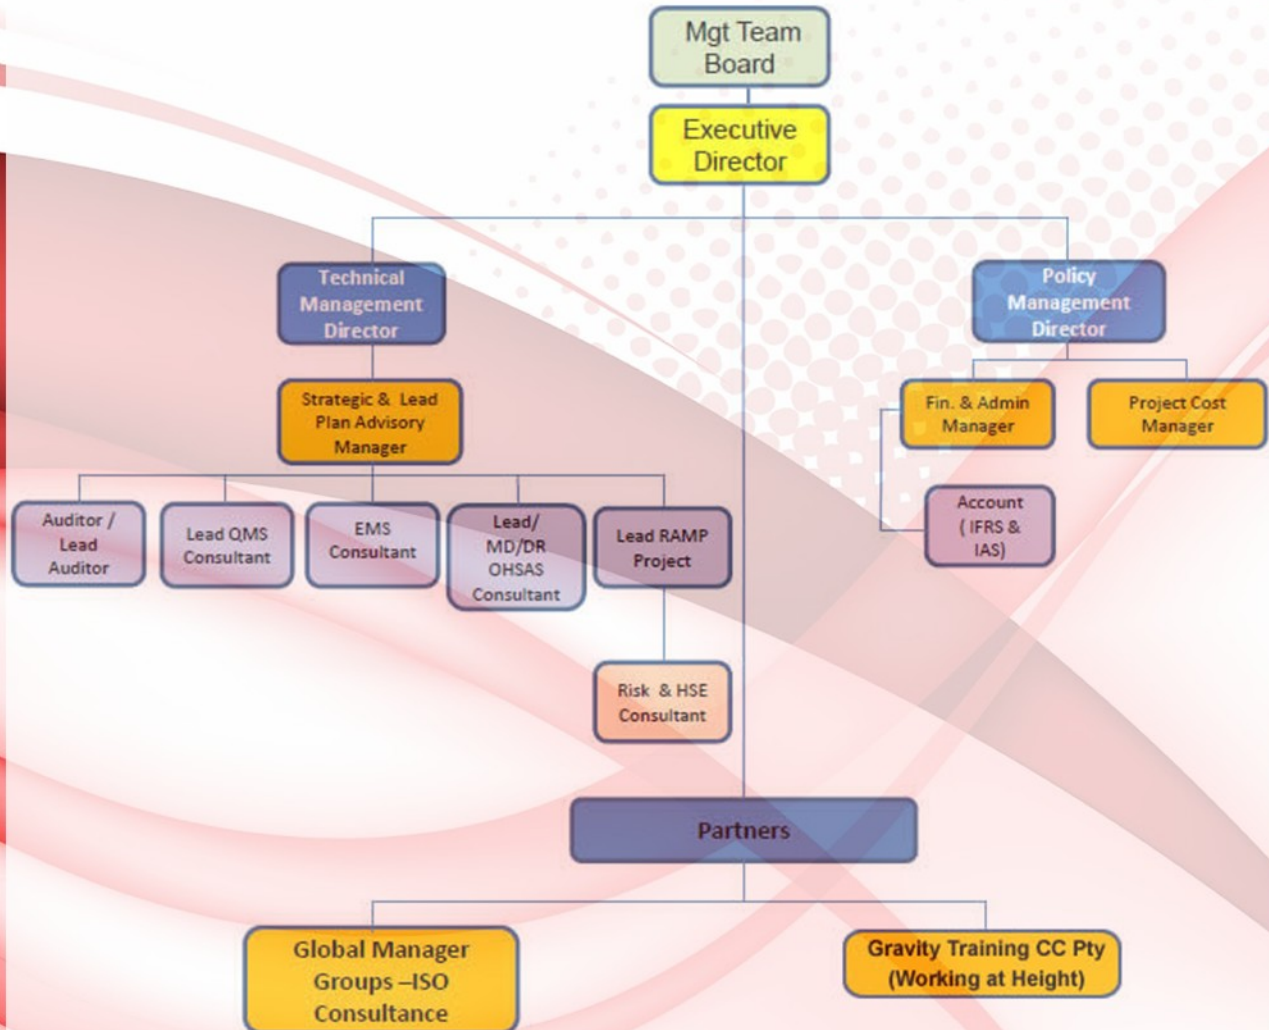 Mgt Team
Board
Executive
Director
Technical
Management
Director
Policy
Management
Director
Strategic & Lead
Plan Advisory
Manager
Fin. & Admin
Manager
Project Cost
Manager
Auditor /
Lead
Auditor
Lead QMS
Consultant
EMS
Consultant
Lead/
MD/DR
OHSAS
Consultant
Lead RAMP
Project
Account
( IFRS &
IAS)
Risk & HSE
Consultant
Partners
Global Manager
Groups –ISO
Consultance
Gravity Training CC Pty
(Working at Height)